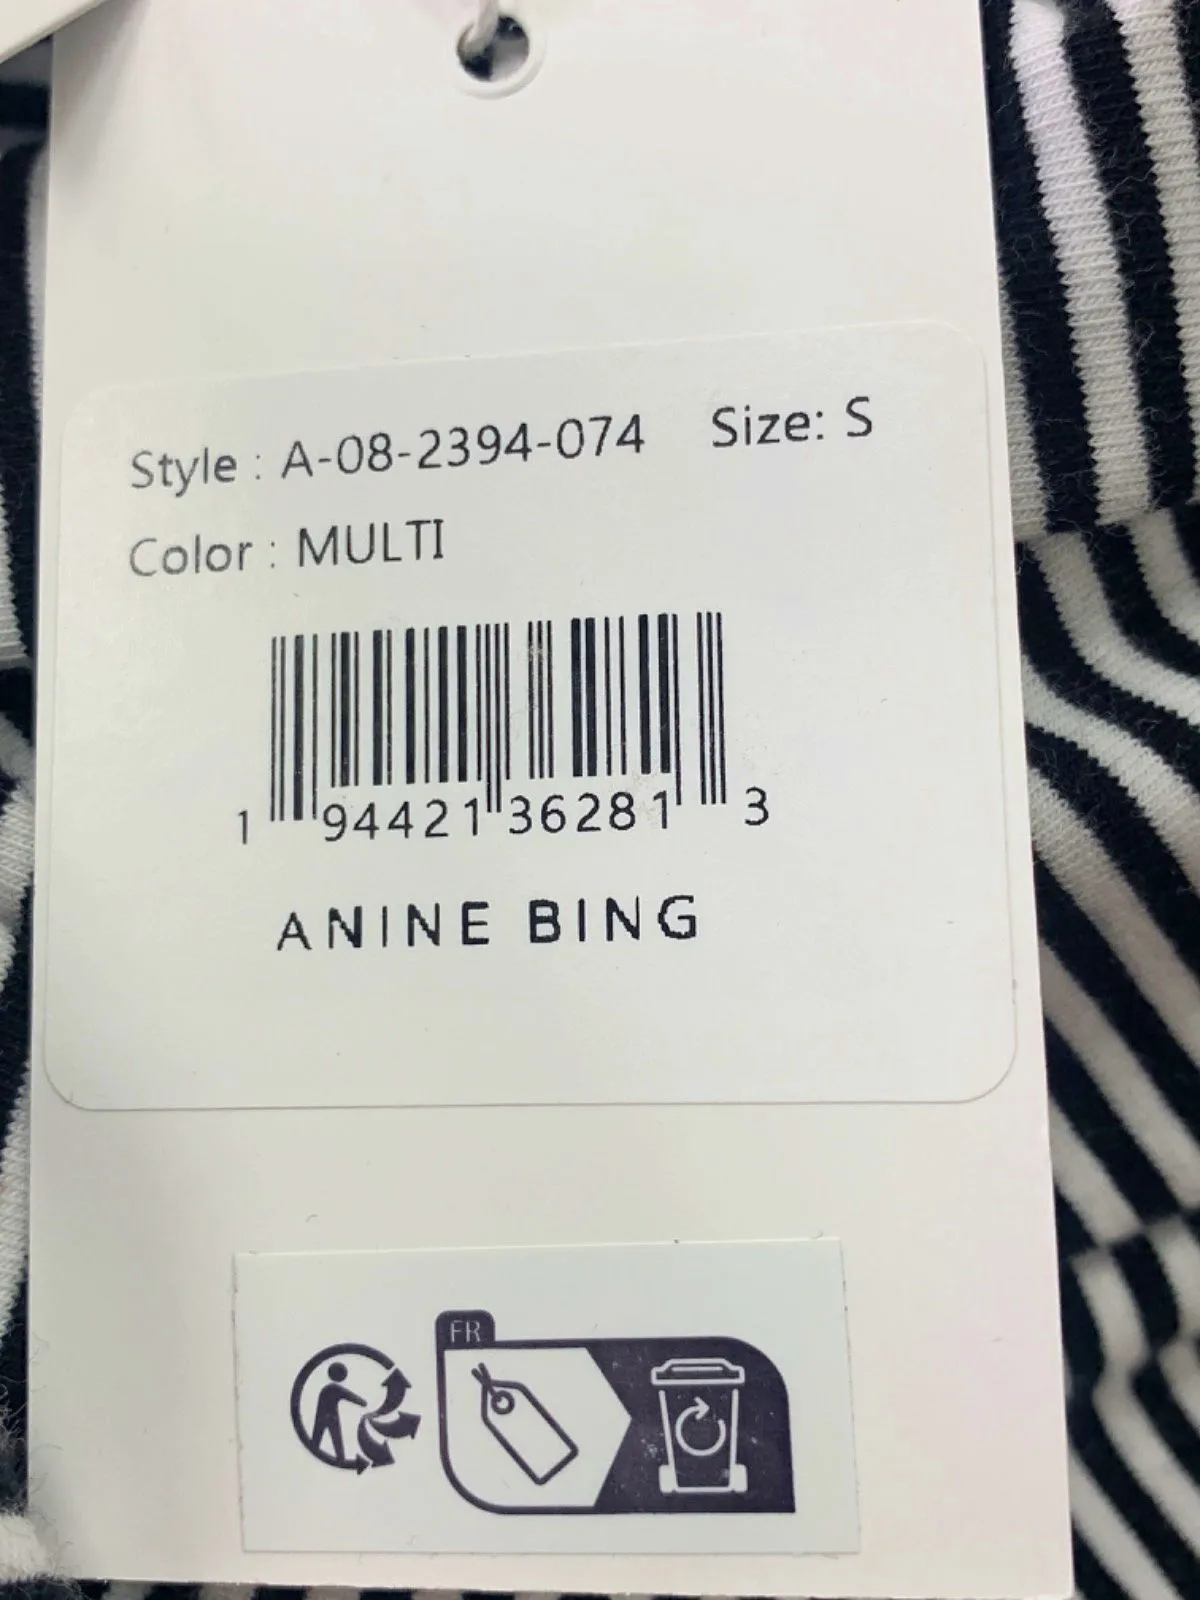 Style : A-08-2394-074 Size: S
Color : MULTI
1 94421 36281 3
ANINE BING
FR